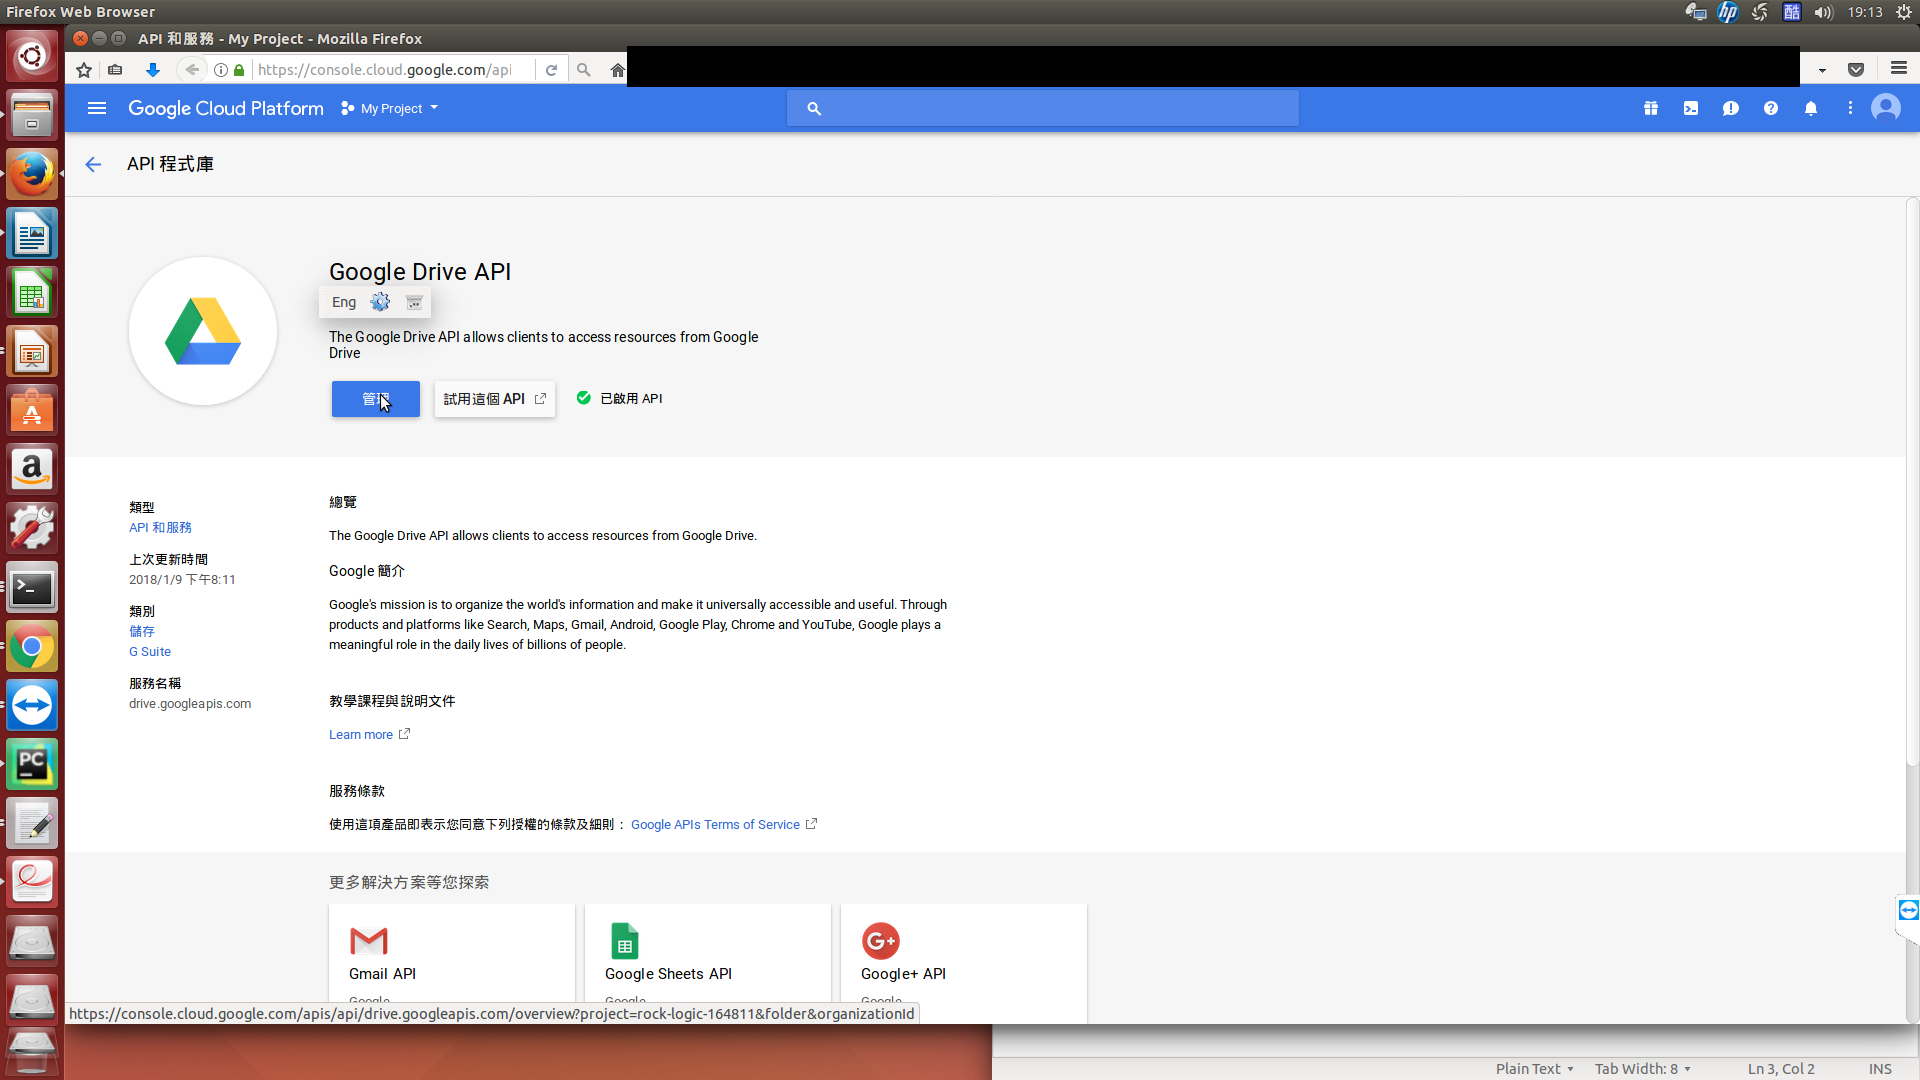 Firefox Web Browser
19:13
API 和服務 - My Project - Mozilla Firefox
https://console.cloud.google.com/api
Google Cloud Platform
My Project
API 程式庫
Google Drive API
Eng
The Google Drive API allows clients to access resources from Google
Drive
試用這個 API
已啟用 API
類型
API 和服務
上次更新時間
2018/1/9 下午8:11
類別
儲存
G Suite
服務名稱
drive.googleapis.com
總覽
The Google Drive API allows clients to access resources from Google Drive.
Google 簡介
Google's mission is to organize the world's information and make it universally accessible and useful. Through
products and platforms like Search, Maps, Gmail, Android, Google Play, Chrome and YouTube, Google plays a
meaningful role in the daily lives of billions of people.
教學課程與說明文件
Learn more
服務條款
使用這項產品即表示您同意下列授權的條款及細則： Google APIs Terms of Service
更多解決方案等您探索
Gmail API
Google
Google Sheets API
Google
Google+ API
Google
https://console.cloud.google.com/apis/api/drive.googleapis.com/overview?project=rock-logic-164811&folder&organizationId
Plain Text
Tab Width: 8
Ln 3, Col 2
INS